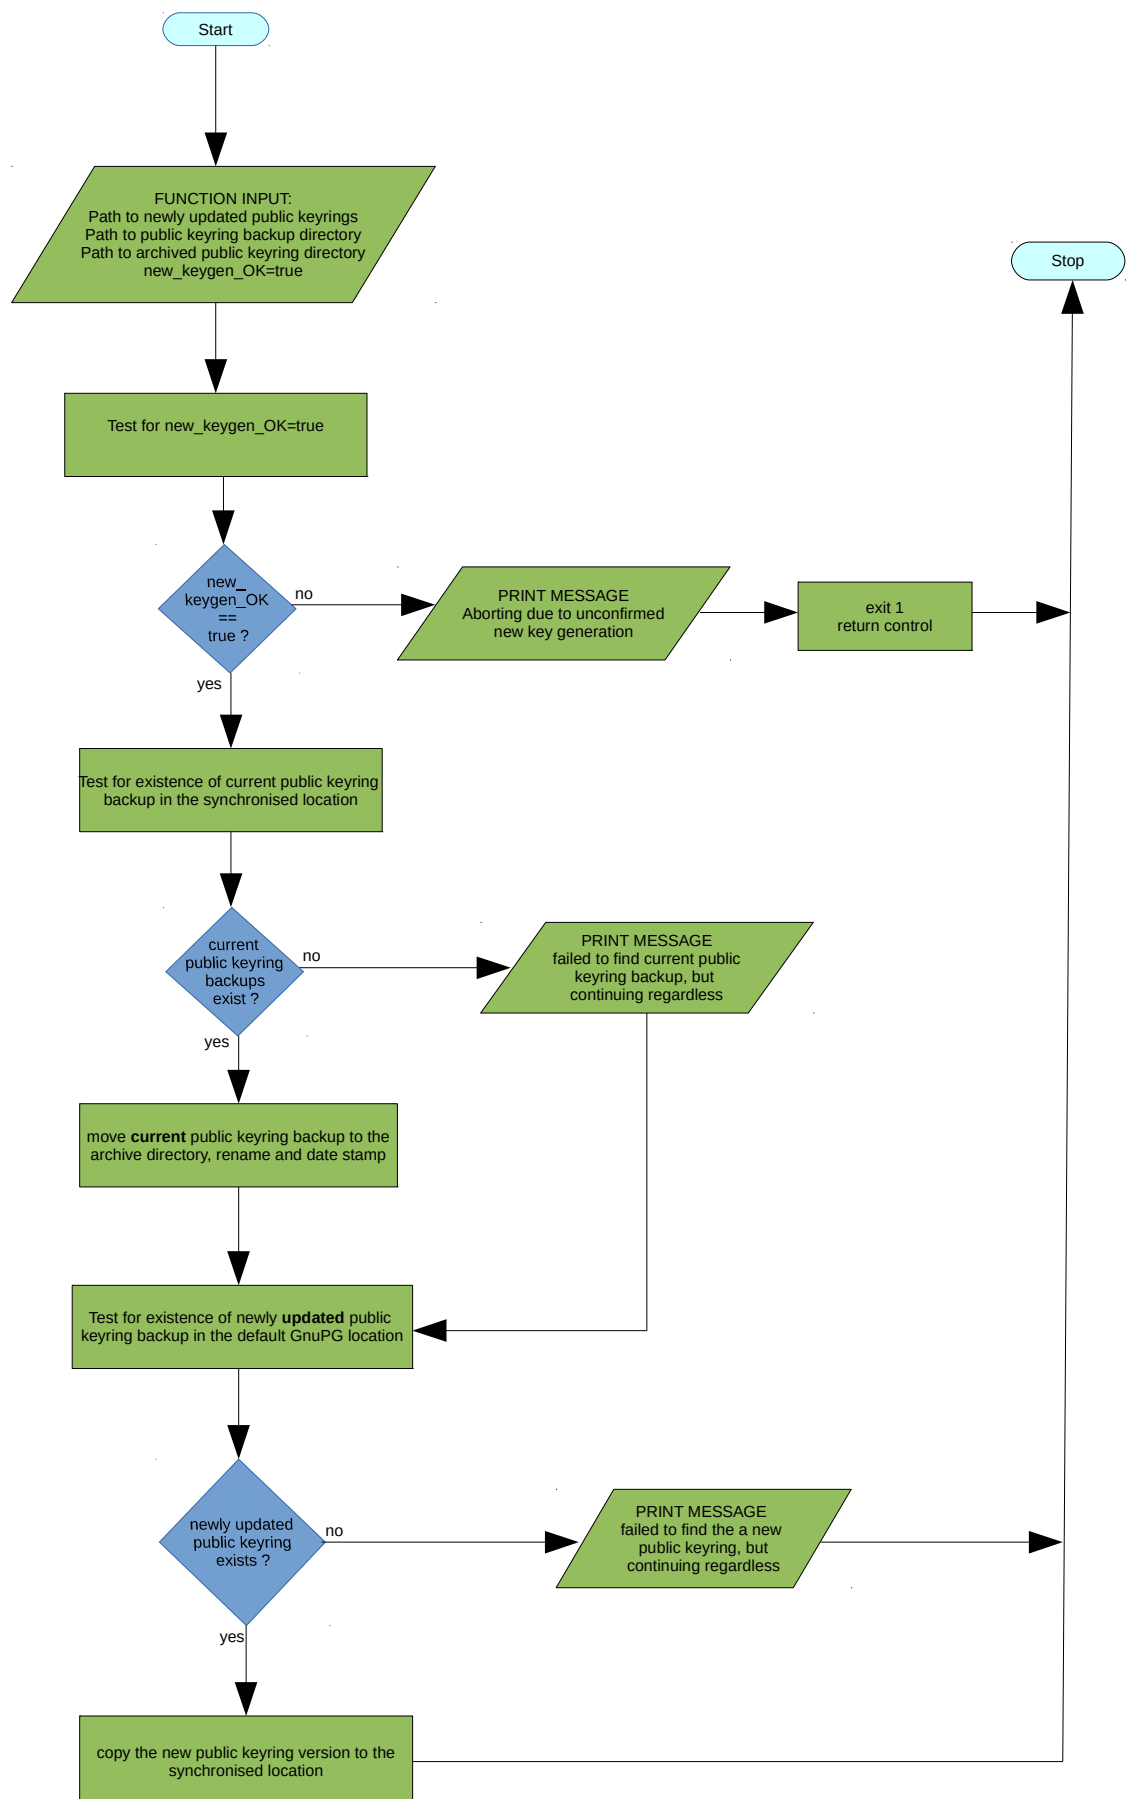 Start
FUNCTION INPUT:
Path to newly updated public keyrings
Path to public keyring backup directory
Path to archived public keyring directory
new_keygen_OK=true
Stop
Test for new_keygen_OK=true
new_
keygen_OK
==
true ?
no
PRINT MESSAGE
Aborting due to unconfirmed
new key generation
exit 1
return control
yes
Test for existence of current public keyring
backup in the synchronised location
current
public keyring
backups
exist ?
no
PRINT MESSAGE
failed to find current public
keyring backup, but
continuing regardless
yes
move current public keyring backup to the
archive directory, rename and date stamp
Test for existence of newly updated public
keyring backup in the default GnuPG location
newly updated
public keyring
exists ?
no
PRINT MESSAGE
failed to find the a new
public keyring, but
continuing regardless
yes
copy the new public keyring version to the
synchronised location